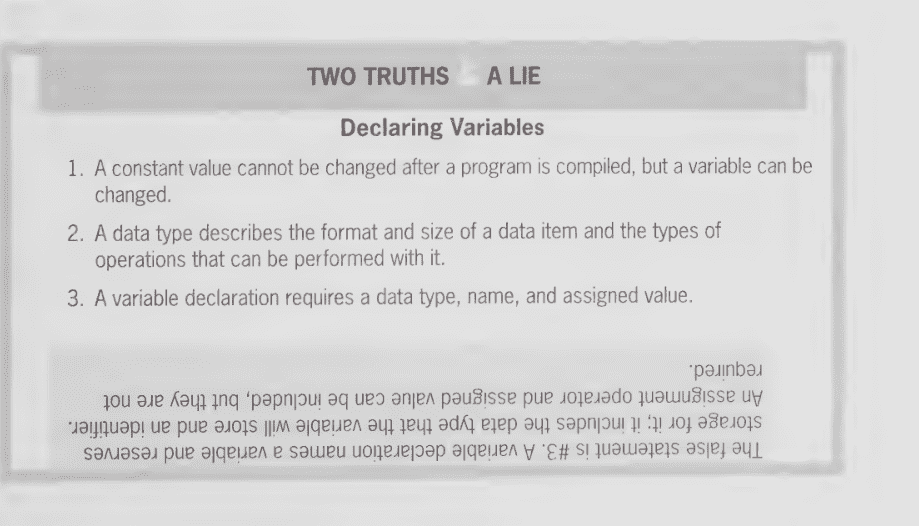 TWO TRUTHS A LIE
Declaring Variables
1. A constant value cannot be changed after a program is compiled, but a variable can be
changed.
2. A data type describes the format and size of a data item and the types of
operations that can be performed with it.
3. A variable declaration requires a data type, name, and assigned value.
The false statement is #3. A variable declaration names a variable and reserves
storage for it; it includes the data type that the variable will store and an identifier.
An assignment operator and assigned value can be included, but they are not
required.